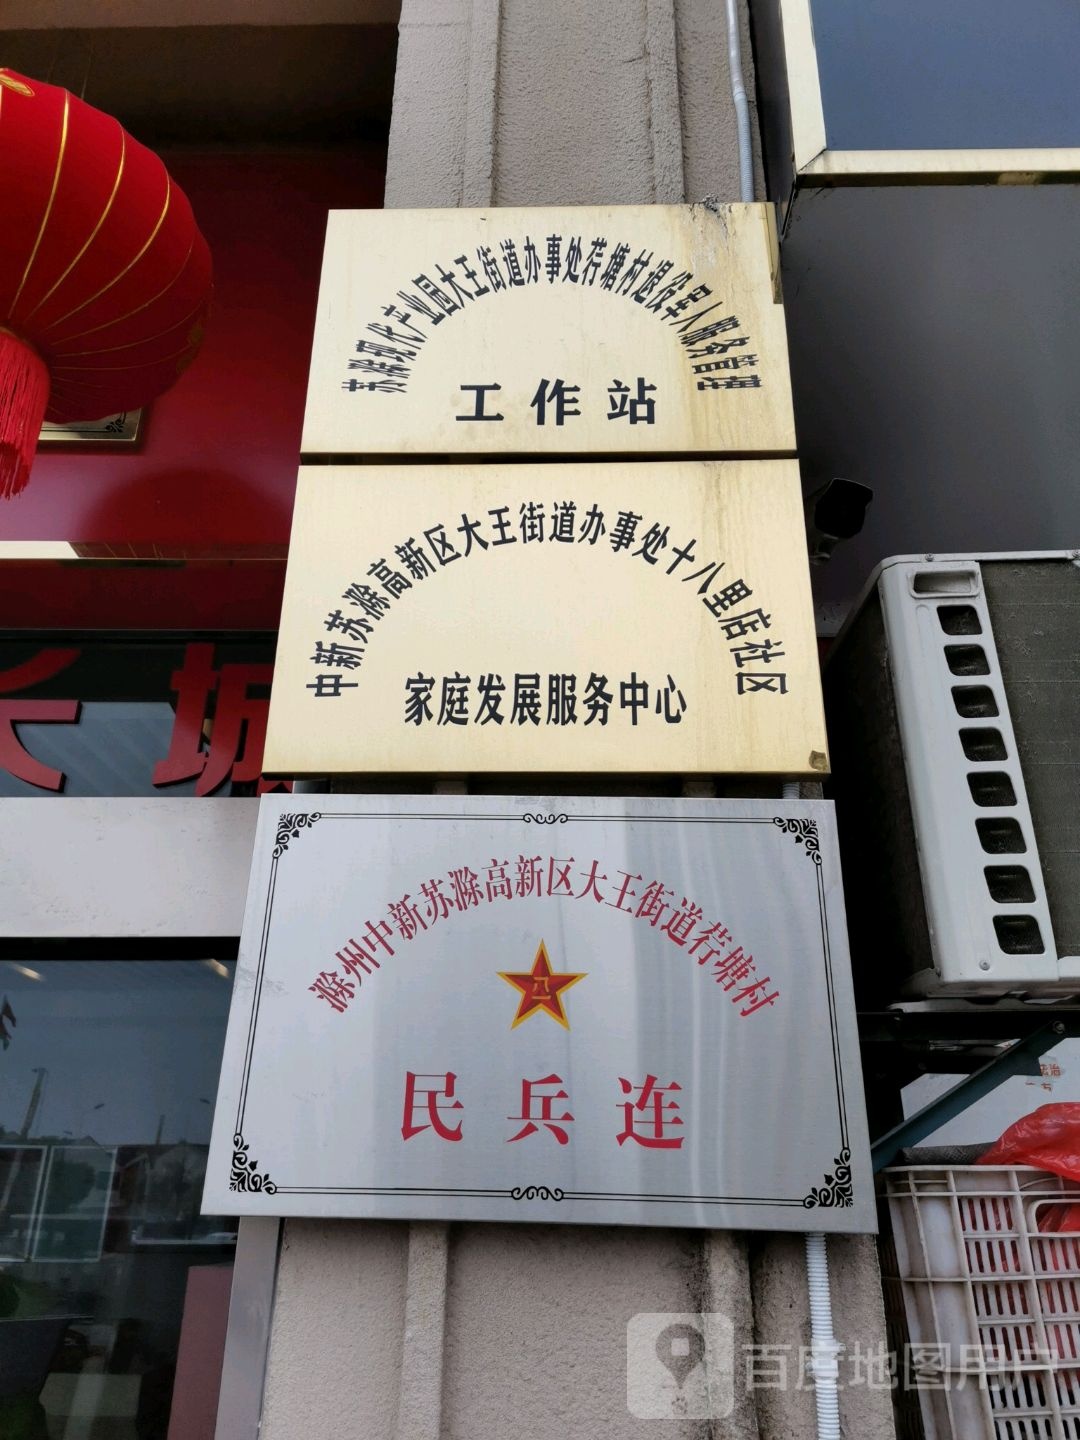 苏滁现代产业园大王街道办事处荇塘村退役军人服务管理
工作站
中新苏滁高新区大王街道办事处十八里店社区
家庭发展服务中心
滁州中新苏滁高新区大王街道荇塘村
八一
民兵连
长城
百度地图用户